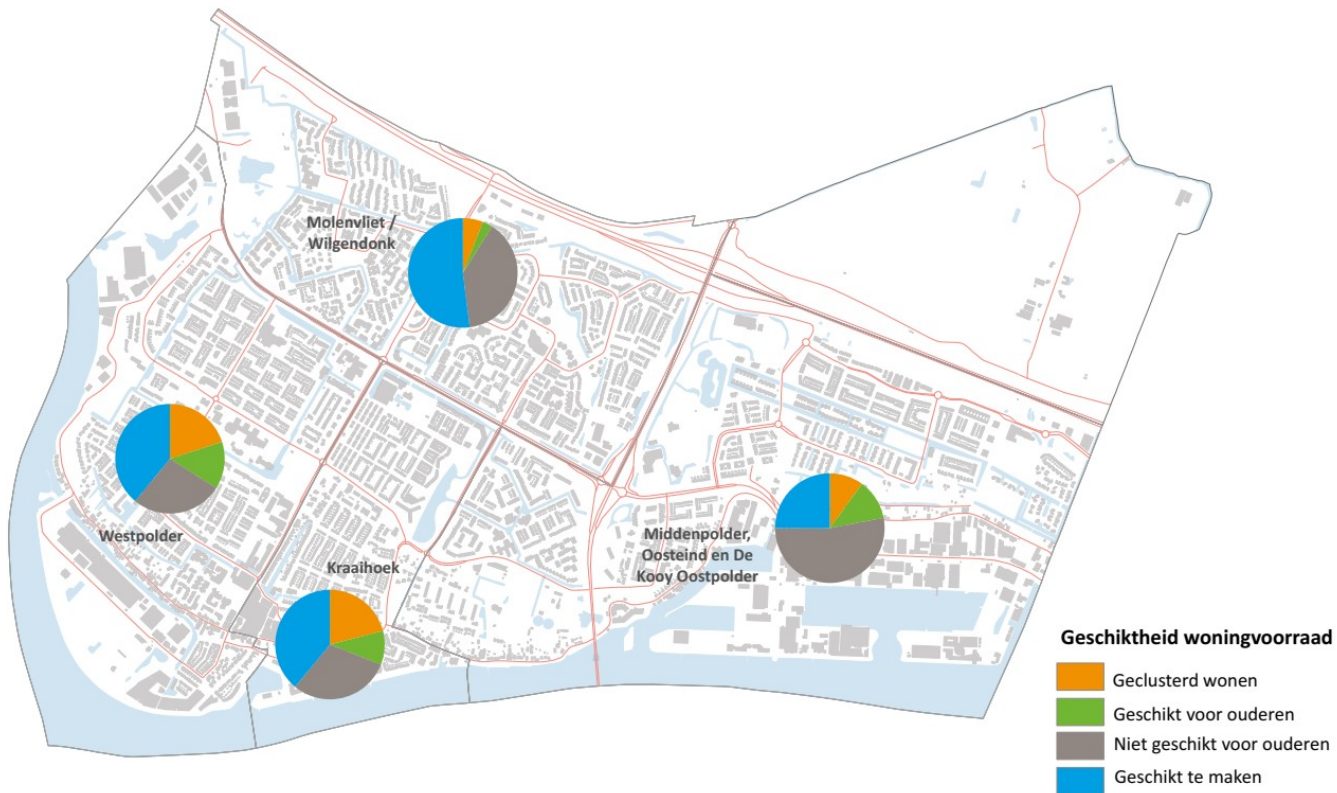 Molenvliet /
Wilgendonk
Westpolder
Kraaihoek
Middenpolder,
Oosteind en De
Kooy Oostpolder
Geschiktheid woningvoorraad
Geclusterd wonen
Geschikt voor ouderen
Niet geschikt voor ouderen
Geschikt te maken